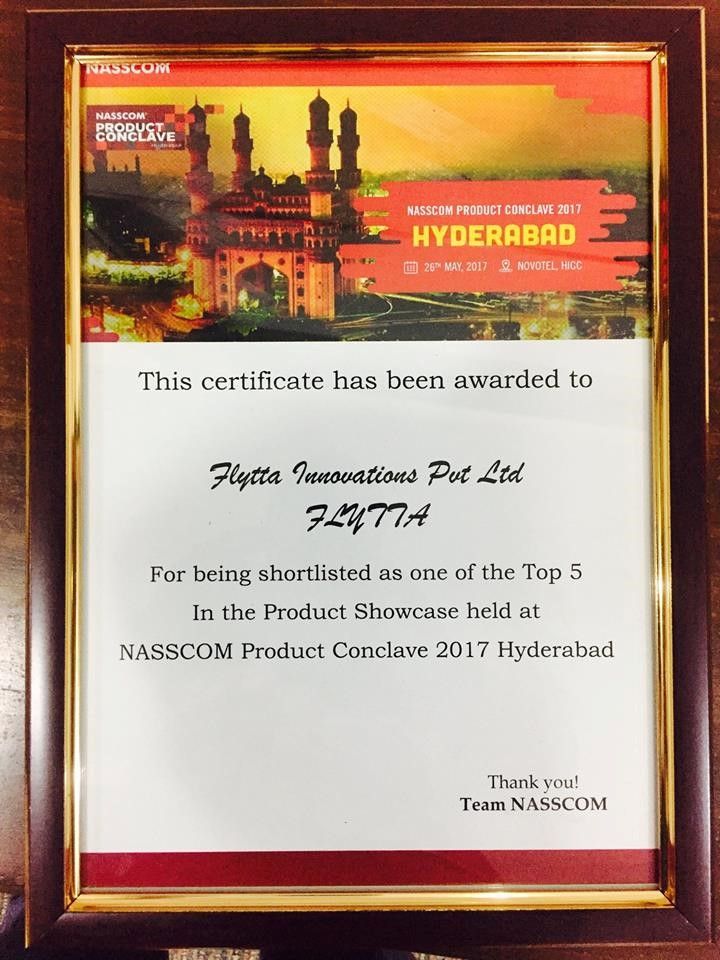 NASSCOM
NASSCOM
PRODUCT
CONCLAVE
Hyderabad
NASSCOM PRODUCT CONCLAVE 2017
HYDERABAD
26TH MAY, 2017 NOVOTEL, HICC
This certificate has been awarded to
Flytta Innovations Pvt Ltd
FLYTTA
For being shortlisted as one of the Top 5
In the Product Showcase held at
NASSCOM Product Conclave 2017 Hyderabad
Thank you!
Team NASSCOM